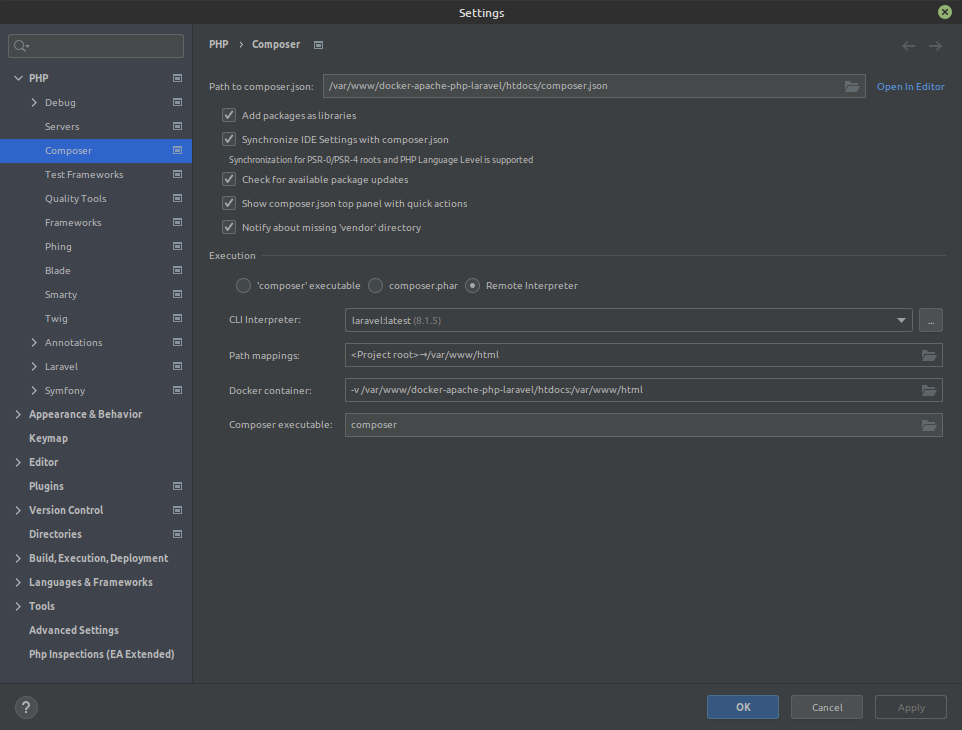 Settings
PHP
Debug
Servers
Composer
Test Frameworks
Quality Tools
Frameworks
Phing
Blade
Smarty
Twig
Annotations
Laravel
Symfony
Appearance & Behavior
Keymap
Editor
Plugins
Version Control
Directories
Build, Execution, Deployment
Languages & Frameworks
Tools
Advanced Settings
Php Inspections (EA Extended)
PHP › Composer
Path to composer.json: /var/www/docker-apache-php-laravel/htdocs/composer.json Open In Editor
Add packages as libraries
Synchronize IDE Settings with composer.json
Synchronization for PSR-0/PSR-4 roots and PHP Language Level is supported
Check for available package updates
Show composer.json top panel with quick actions
Notify about missing 'vendor' directory
Execution
'composer' executable composer.phar Remote Interpreter
CLI Interpreter: laravel:latest (8.1.5) ...
Path mappings: <Project root>→/var/www/html
Docker container: -v /var/www/docker-apache-php-laravel/htdocs:/var/www/html
Composer executable: composer
? OK Cancel Apply